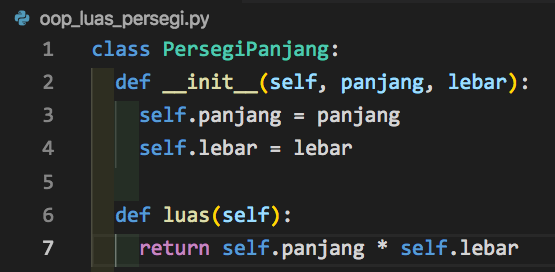 oop_luas_persegi.py
1 class PersegiPanjang:
2   def __init__(self, panjang, lebar):
3     self.panjang = panjang
4     self.lebar = lebar
5
6   def luas(self):
7     return self.panjang * self.lebar